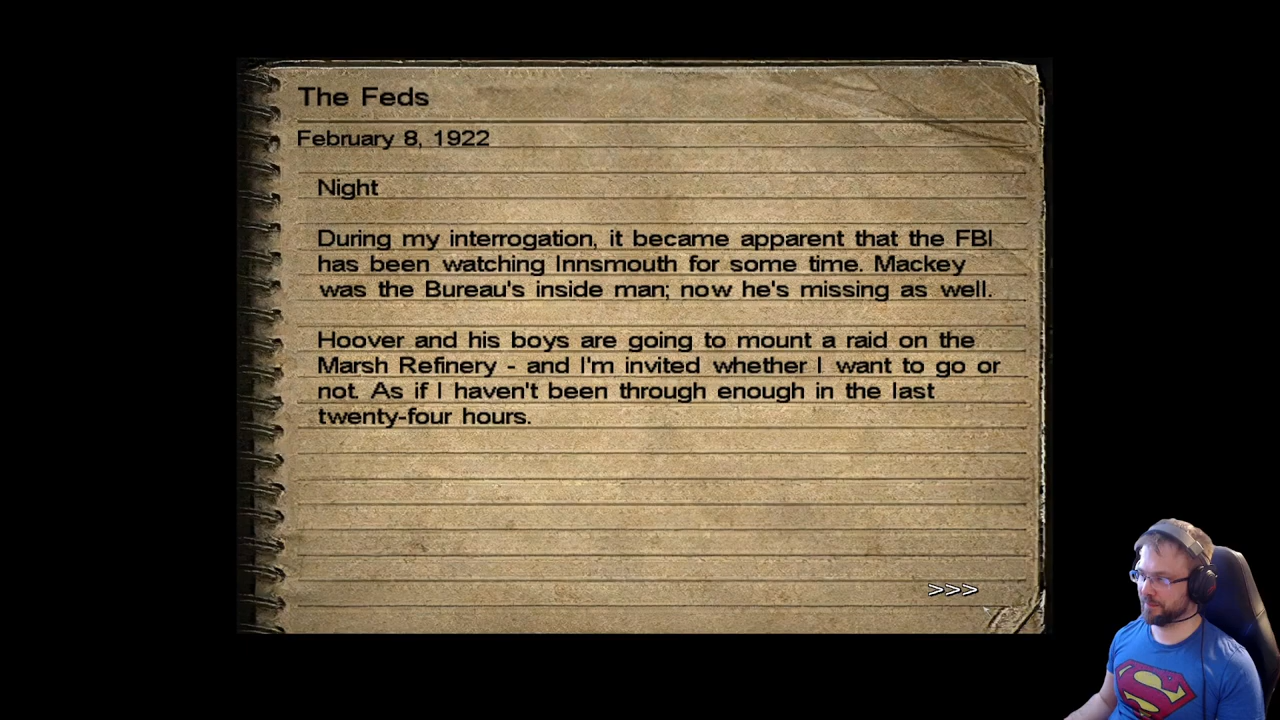 The Feds
February 8, 1922
Night
During my interrogation, it became apparent that the FBI
has been watching Innsmouth for some time. Mackey
was the Bureau's inside man; now he's missing as well.
Hoover and his boys are going to mount a raid on the
Marsh Refinery - and I'm invited whether I want to go or
not. As if I haven't been through enough in the last
twenty-four hours.
>>>